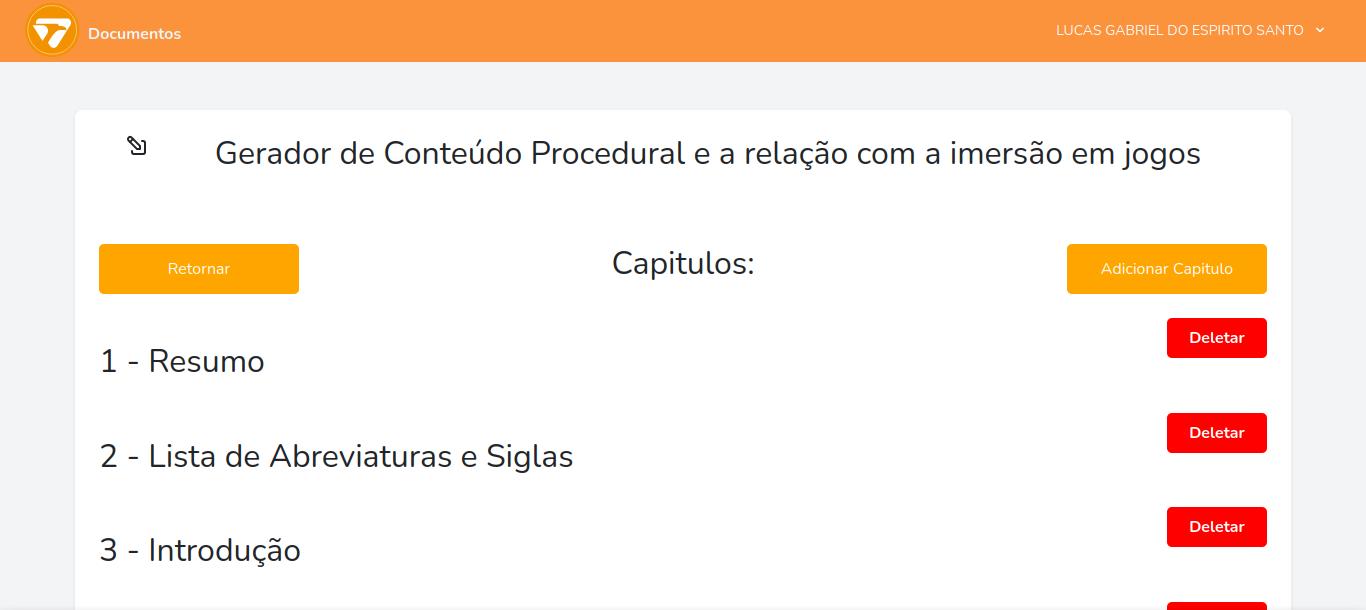 Documentos
LUCAS GABRIEL DO ESPIRITO SANTO
Gerador de Conteúdo Procedural e a relação com a imersão em jogos
Retornar
Capitulos:
Adicionar Capitulo
1 - Resumo
Deletar
2 - Lista de Abreviaturas e Siglas
Deletar
3 - Introdução
Deletar